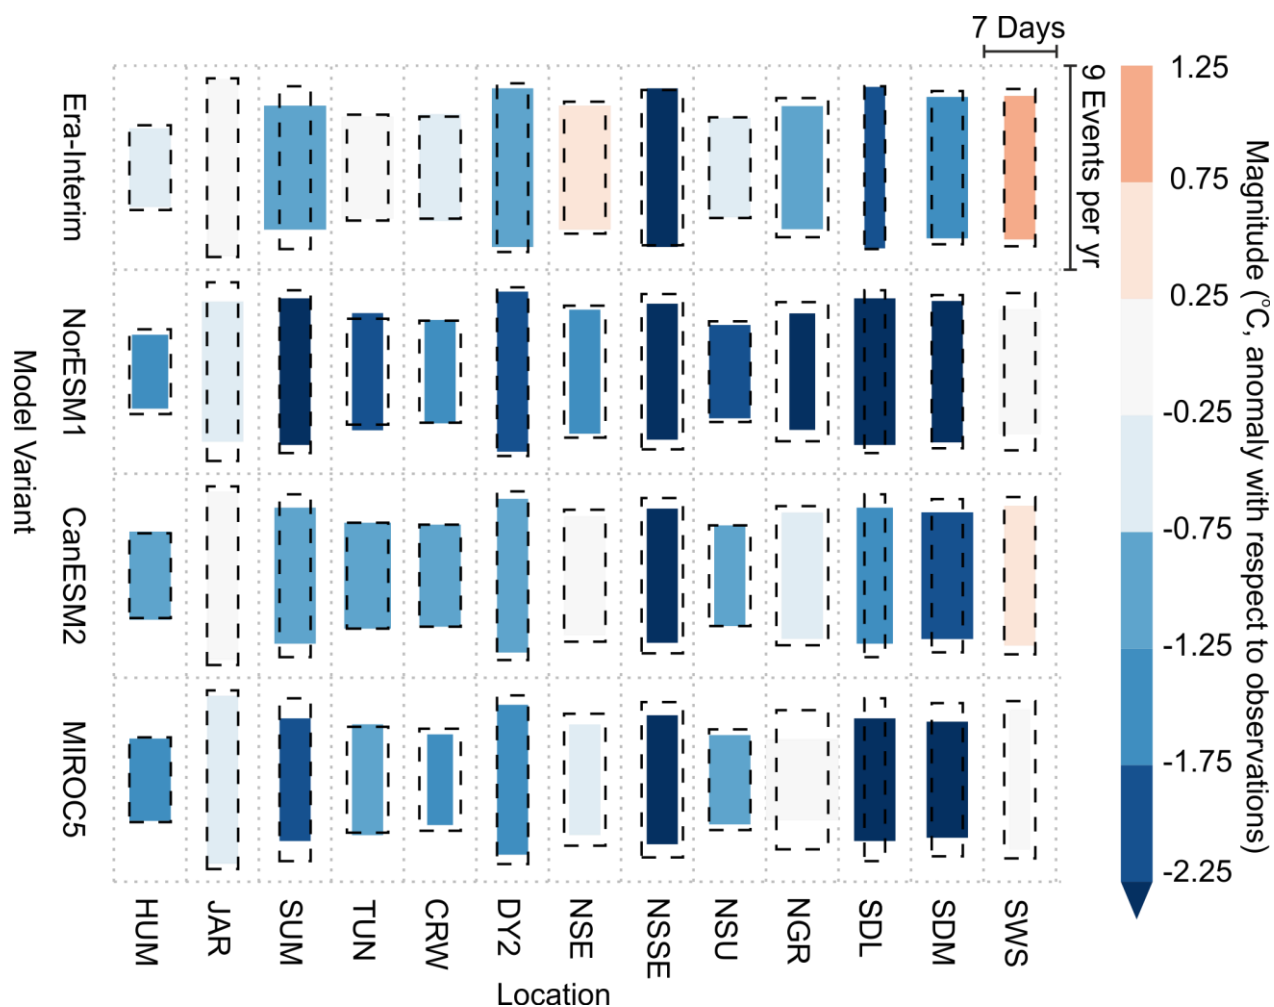 7 Days
9 Events per yr
Era-Interim
NorESM1
CanESM2
MIROC5
Model Variant
HUM
JAR
SUM
TUN
CRW
DY2
NSE
NSSE
NSU
NGR
SDL
SDM
SWS
Location
1.25
0.75
0.25
-0.25
-0.75
-1.25
-1.75
-2.25
Magnitude (°C, anomaly with respect to observations)